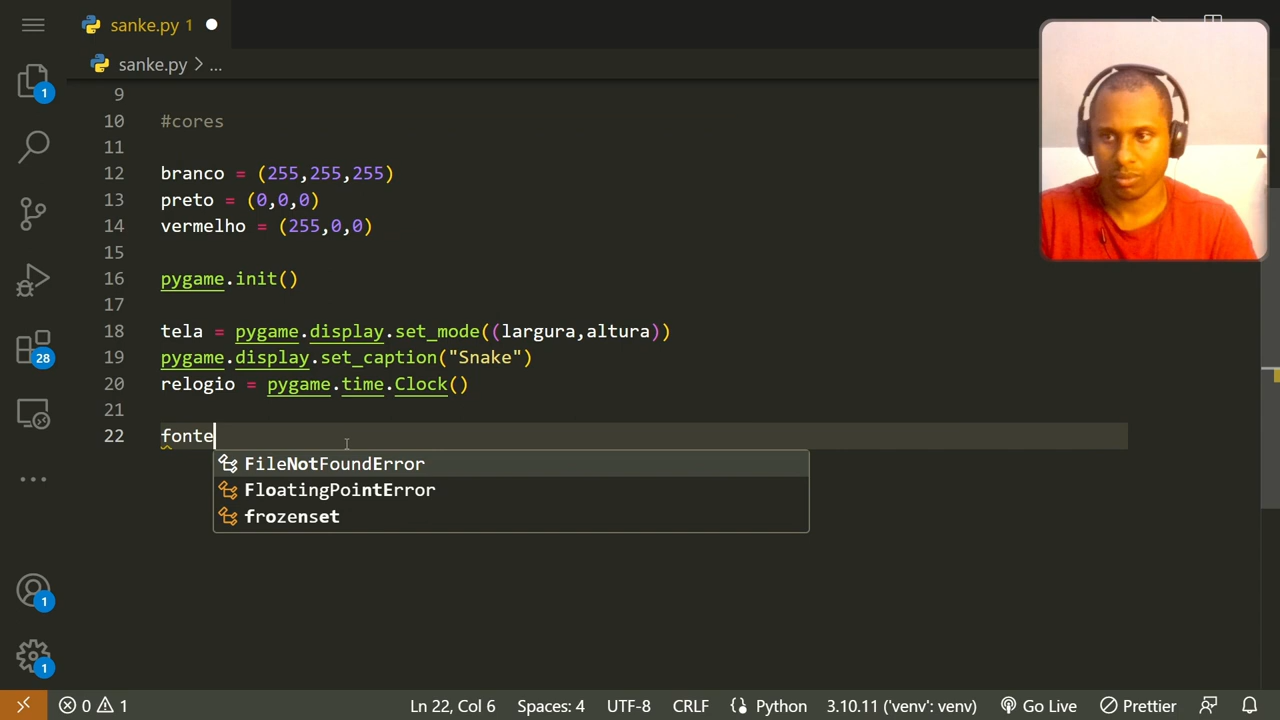 sanke.py 1
sanke.py > ...
1
9
10 #cores
11
12 branco = (255,255,255)
13 preto = (0,0,0)
14 vermelho = (255,0,0)
15
16 pygame.init()
17
18 tela = pygame.display.set_mode((largura,altura))
19 pygame.display.set_caption("Snake")
20 relogio = pygame.time.Clock()
21
22 fonte
FileNotFoundError
FloatingPointError
frozenset
28
1
1
0 1 Ln 22, Col 6 Spaces: 4 UTF-8 CRLF Python 3.10.11 ('venv': venv) Go Live Prettier